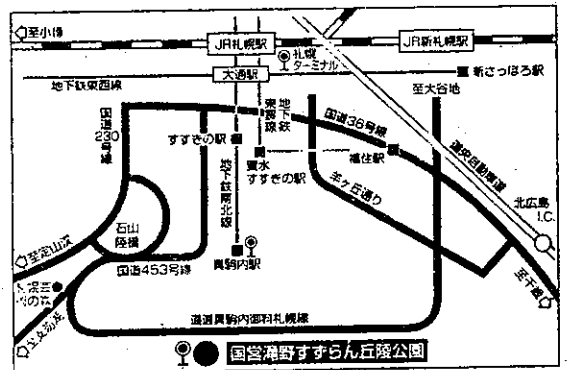 至小樽
JR札幌駅
JR新札幌駅
札幌
ターミナル
大通駅
新さっぽろ駅
地下鉄東西線
至大谷地
国道230号線
地下鉄
東豊線
国道36号線
道央自動車道
すすきの駅
豊水
すすきの駅
福住駅
地下鉄南北線
羊ヶ丘通り
北広島
I.C.
石山
陸橋
至定山渓
真駒内駅
国道453号線
至千歳
至支笏湖
道道真駒内御料札幌線
国営滝野すずらん丘陵公園